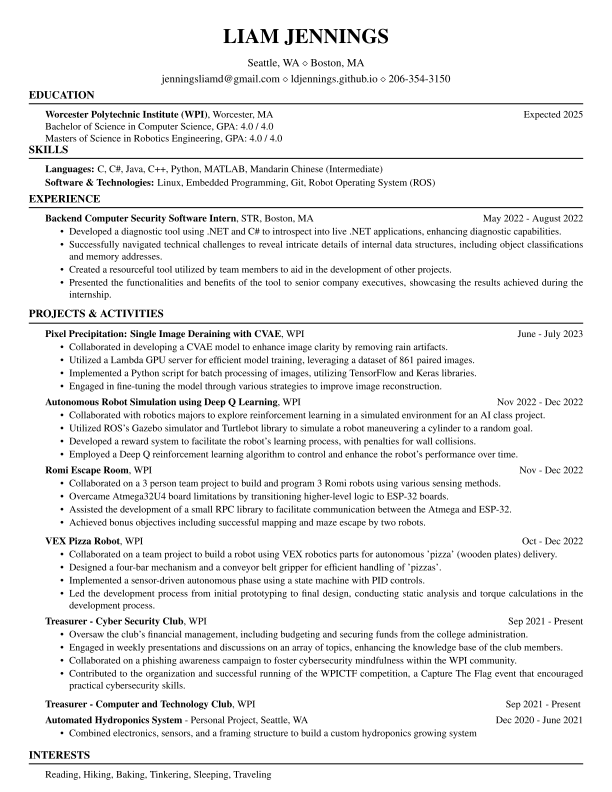 LIAM JENNINGS
Seattle, WA ⋄ Boston, MA
jenningsliamd@gmail.com ⋄ ldjennings.github.io ⋄ 206-354-3150
EDUCATION
Worcester Polytechnic Institute (WPI), Worcester, MA Expected 2025
Bachelor of Science in Computer Science, GPA: 4.0 / 4.0
Masters of Science in Robotics Engineering, GPA: 4.0 / 4.0
SKILLS
Languages: C, C#, Java, C++, Python, MATLAB, Mandarin Chinese (Intermediate)
Software & Technologies: Linux, Embedded Programming, Git, Robot Operating System (ROS)
EXPERIENCE
Backend Computer Security Software Intern, STR, Boston, MA May 2022 - August 2022
• Developed a diagnostic tool using .NET and C# to introspect into live .NET applications, enhancing diagnostic capabilities.
• Successfully navigated technical challenges to reveal intricate details of internal data structures, including object classifications
and memory addresses.
• Created a resourceful tool utilized by team members to aid in the development of other projects.
• Presented the functionalities and benefits of the tool to senior company executives, showcasing the results achieved during the
internship.
PROJECTS & ACTIVITIES
Pixel Precipitation: Single Image Deraining with CVAE, WPI June - July 2023
• Collaborated in developing a CVAE model to enhance image clarity by removing rain artifacts.
• Utilized a Lambda GPU server for efficient model training, leveraging a dataset of 861 paired images.
• Implemented a Python script for batch processing of images, utilizing TensorFlow and Keras libraries.
• Engaged in fine-tuning the model through various strategies to improve image reconstruction.
Autonomous Robot Simulation using Deep Q Learning, WPI Nov 2022 - Dec 2022
• Collaborated with robotics majors to explore reinforcement learning in a simulated environment for an AI class project.
• Utilized ROS's Gazebo simulator and Turtlebot library to simulate a robot maneuvering a cylinder to a random goal.
• Developed a reward system to facilitate the robot's learning process, with penalties for wall collisions.
• Employed a Deep Q reinforcement learning algorithm to control and enhance the robot's performance over time.
Romi Escape Room, WPI Nov - Dec 2022
• Collaborated on a 3 person team project to build and program 3 Romi robots using various sensing methods.
• Overcame Atmega32U4 board limitations by transitioning higher-level logic to ESP-32 boards.
• Assisted the development of a small RPC library to facilitate communication between the Atmega and ESP-32.
• Achieved bonus objectives including successful mapping and maze escape by two robots.
VEX Pizza Robot, WPI Oct - Dec 2022
• Collaborated on a team project to build a robot using VEX robotics parts for autonomous 'pizza' (wooden plates) delivery.
• Designed a four-bar mechanism and a conveyor belt gripper for efficient handling of 'pizzas'.
• Implemented a sensor-driven autonomous phase using a state machine with PID controls.
• Led the development process from initial prototyping to final design, conducting static analysis and torque calculations in the
development process.
Treasurer - Cyber Security Club, WPI Sep 2021 - Present
• Oversaw the club's financial management, including budgeting and securing funds from the college administration.
• Engaged in weekly presentations and discussions on an array of topics, enhancing the knowledge base of the club members.
• Collaborated on a phishing awareness campaign to foster cybersecurity mindfulness within the WPI community.
• Contributed to the organization and successful running of the WPICTF competition, a Capture The Flag event that encouraged
practical cybersecurity skills.
Treasurer - Computer and Technology Club, WPI Sep 2021 - Present
Automated Hydroponics System - Personal Project, Seattle, WA Dec 2020 - June 2021
• Combined electronics, sensors, and a framing structure to build a custom hydroponics growing system
INTERESTS
Reading, Hiking, Baking, Tinkering, Sleeping, Traveling